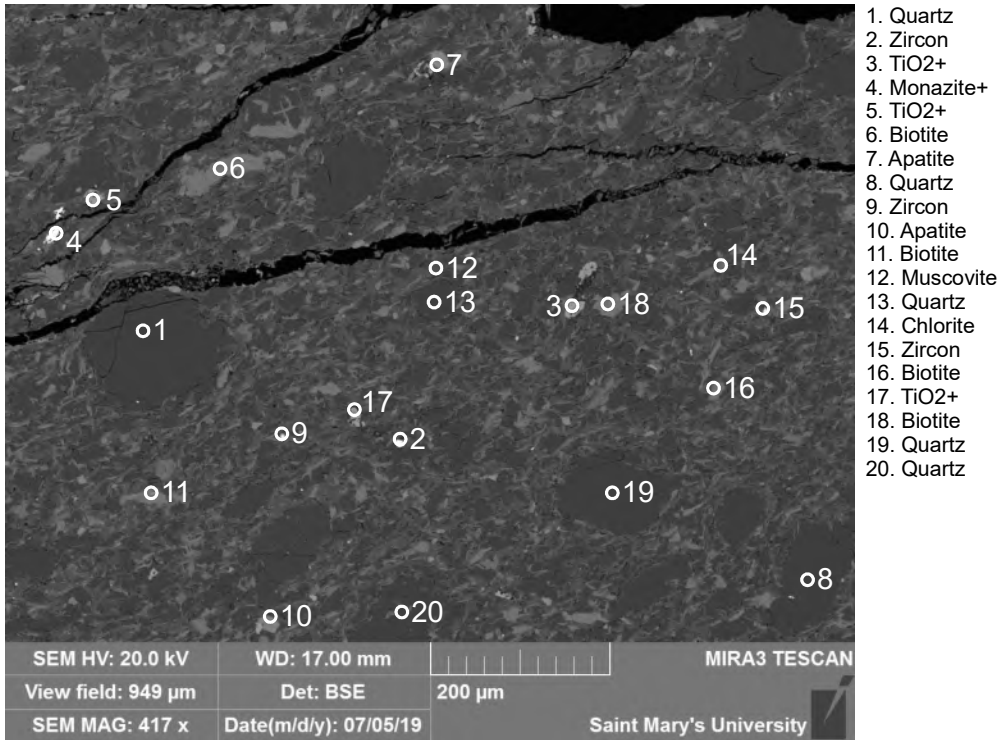 1. Quartz
2. Zircon
3. TiO2+
4. Monazite+
5. TiO2+
6. Biotite
7. Apatite
8. Quartz
9. Zircon
10. Apatite
11. Biotite
12. Muscovite
13. Quartz
14. Chlorite
15. Zircon
16. Biotite
17. TiO2+
18. Biotite
19. Quartz
20. Quartz
7
6
5
4
12
14
13
3
18
15
1
16
17
9
2
11
19
8
10
20
SEM HV: 20.0 kV
WD: 17.00 mm
MIRA3 TESCAN
View field: 949 µm
Det: BSE
200 µm
SEM MAG: 417 x
Date(m/d/y): 07/05/19
Saint Mary's University